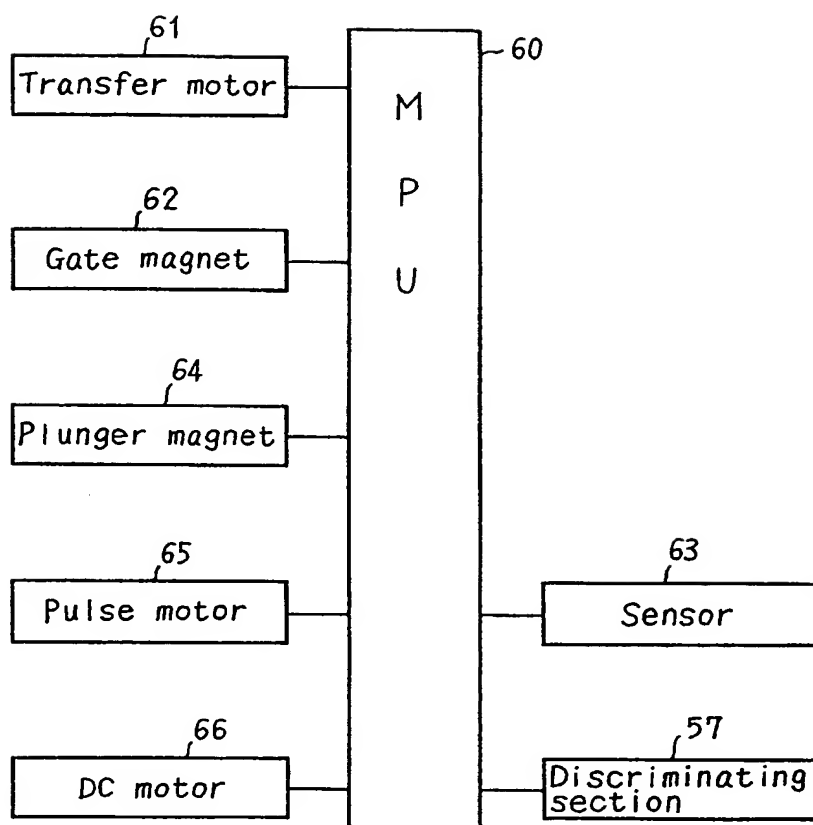 61
Transfer motor
60
M
P
U
62
Gate magnet
64
Plunger magnet
65
Pulse motor
63
Sensor
66
DC motor
57
Discriminating
section